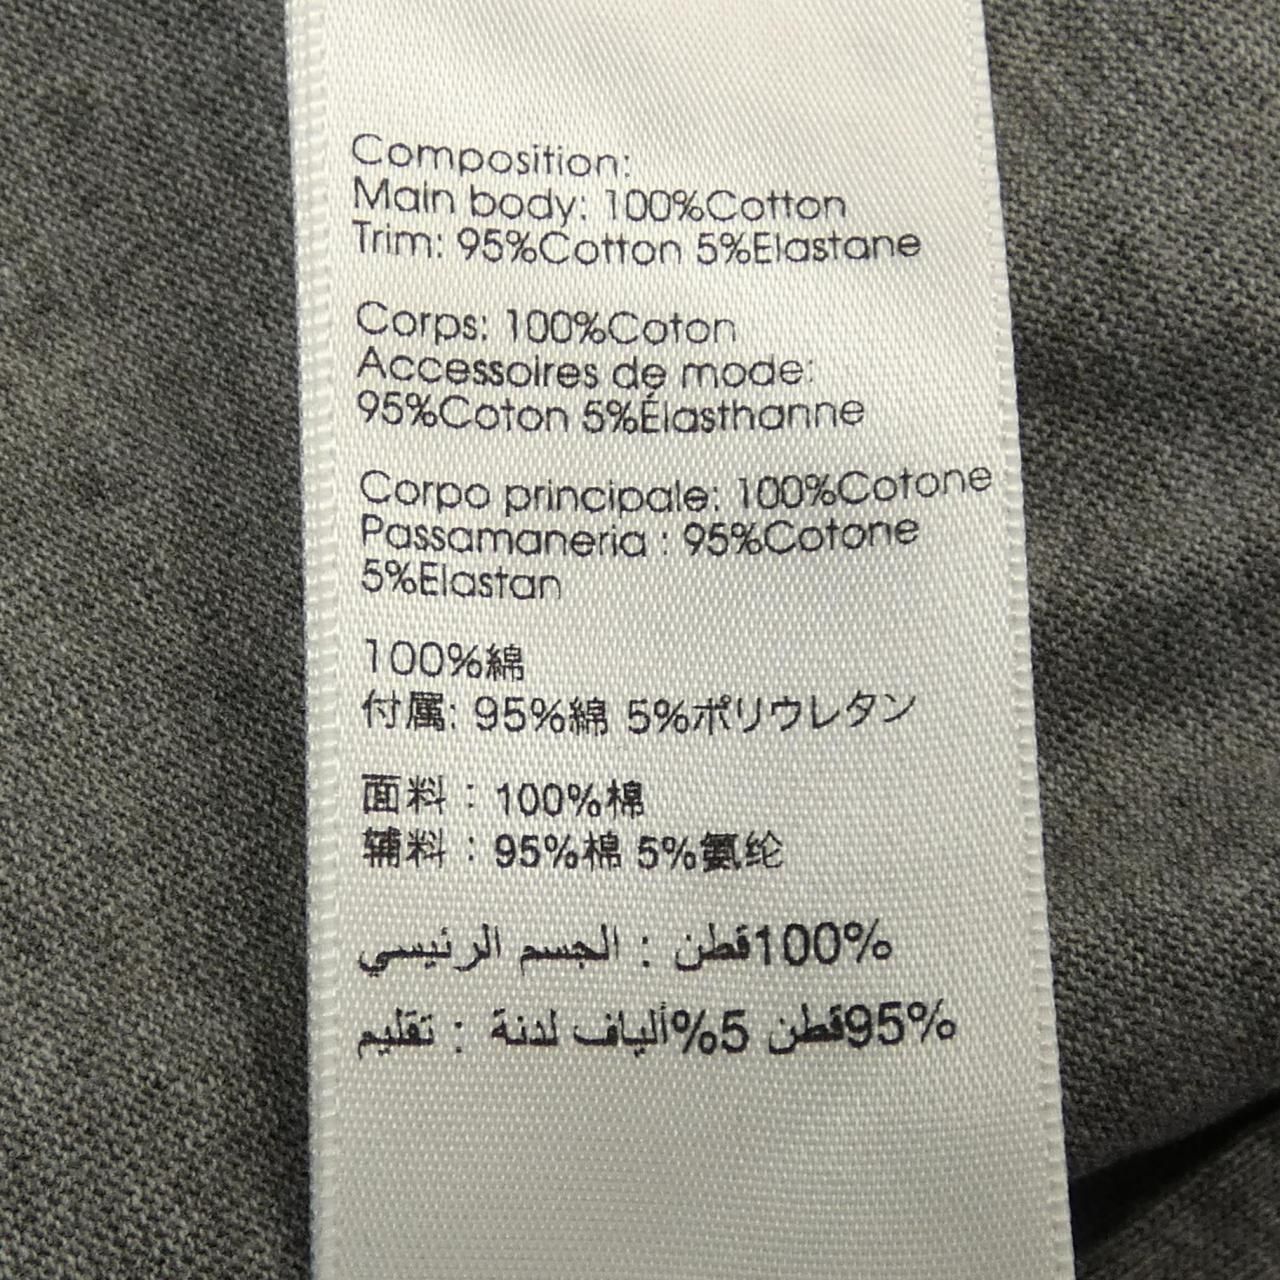 Composition:
Main body: 100%Cotton
Trim: 95%Cotton 5%Elastane
Corps: 100%Coton
Accessoires de mode:
95%Coton 5%Élasthanne
Corpo principale: 100%Cotone
Passamaneria : 95%Cotone
5%Elastan
100%綿
付属: 95%綿 5%ポリウレタン
面料：100%棉
辅料：95%棉 5%氨纶
100%قطن : الجسم الرئيسي
95%قطن 5%ألياف لدنة : تقليم